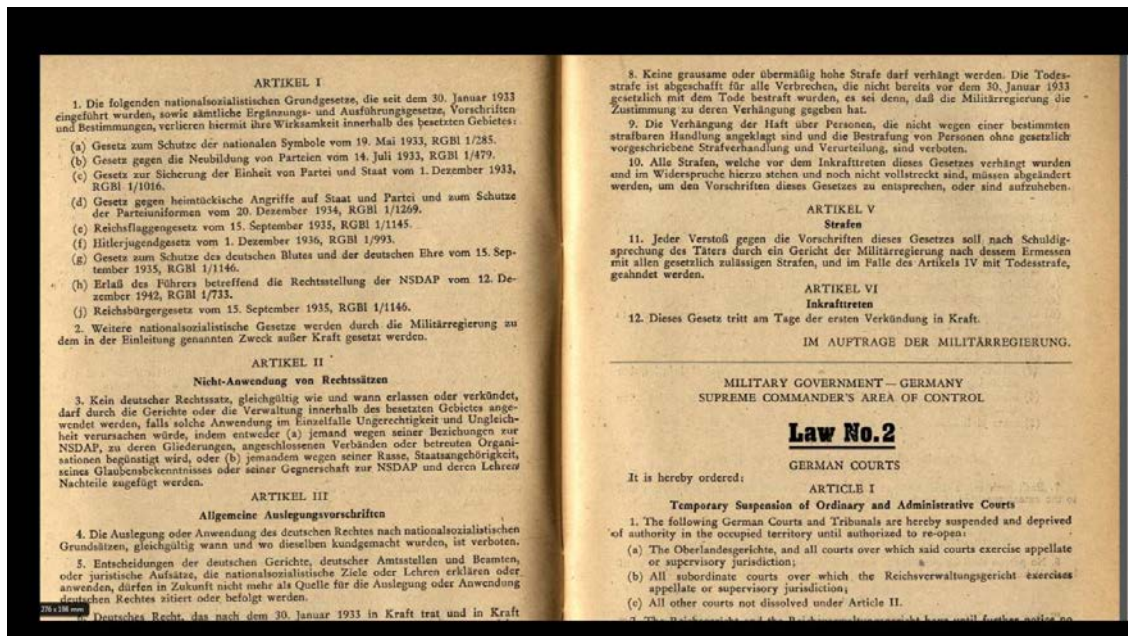 ARTIKEL I
1. Die folgenden nationalsozialistischen Grundgesetze, die seit dem 30. Januar 1933
eingeführt wurden, sowie sämtliche Ergänzungs- und Ausführungsgesetze, Vorschriften
und Bestimmungen, verlieren hiermit ihre Wirksamkeit innerhalb des besetzten Gebietes:
(a) Gesetz zum Schutze der nationalen Symbole vom 19. Mai 1933, RGBl 1/285.
(b) Gesetz gegen die Neubildung von Parteien vom 14. Juli 1933, RGBl 1/479.
(c) Gesetz zur Sicherung der Einheit von Partei und Staat vom 1. Dezember 1933,
RGBl 1/1016.
(d) Gesetz gegen heimtückische Angriffe auf Staat und Partei und zum Schutze
der Parteiuniformen vom 20. Dezember 1934, RGBl 1/1269.
(e) Reichsflaggengesetz vom 15. September 1935, RGBl 1/1145.
(f) Hitlerjugendgesetz vom 1. Dezember 1936, RGBl 1/993.
(g) Gesetz zum Schutze des deutschen Blutes und der deutschen Ehre vom 15. Sep-
tember 1935, RGBl 1/1146.
(h) Erlaß des Führers betreffend die Rechtsstellung der NSDAP vom 12. De-
zember 1942, RGBl 1/733.
(j) Reichsbürgergesetz vom 15. September 1935, RGBl 1/1146.
2. Weitere nationalsozialistische Gesetze werden durch die Militärregierung zu
dem in der Einleitung genannten Zweck außer Kraft gesetzt werden.
ARTIKEL II
Nicht-Anwendung von Rechtssätzen
3. Kein deutscher Rechtssatz, gleichgültig wie und wann erlassen oder verkündet,
darf durch die Gerichte oder die Verwaltung innerhalb des besetzten Gebietes ange-
wendet werden, falls solche Anwendung im Einzelfalle Ungerechtigkeit und Ungleich-
heit verursachen würde, indem entweder (a) jemand wegen seiner Beziehungen zur
NSDAP, zu deren Gliederungen, angeschlossenen Verbänden oder betreuten Organi-
sationen begünstigt wird, oder (b) jemandem wegen seiner Rasse, Staatsangehörigkeit,
seines Glaubensbekenntnisses oder seiner Gegnerschaft zur NSDAP und deren Lehren
Nachteile zugefügt werden.
ARTIKEL III
Allgemeine Auslegungsvorschriften
4. Die Auslegung oder Anwendung des deutschen Rechtes nach nationalsozialistischen
Grundsätzen, gleichgültig wann und wo dieselben kundgemacht wurden, ist verboten.
5. Entscheidungen der deutschen Gerichte, deutscher Amtsstellen und Beamten,
oder juristische Aufsätze, die nationalsozialistische Ziele oder Lehren erklären oder
anwenden, dürfen in Zukunft nicht mehr als Quelle für die Auslegung oder Anwendung
deutschen Rechtes zitiert oder befolgt werden.
276 x 198 mm
Deutsches Recht, das nach dem 30. Januar 1933 in Kraft trat und in Kraft
8. Keine grausame oder übermäßig hohe Strafe darf verhängt werden. Die Todes-
strafe ist abgeschafft für alle Verbrechen, die nicht bereits vor dem 30. Januar 1933
gesetzlich mit dem Tode bestraft wurden, es sei denn, daß die Militärregierung die
Zustimmung zu deren Verhängung gegeben hat.
9. Die Verhängung der Haft über Personen, die nicht wegen einer bestimmten
strafbaren Handlung angeklagt sind und die Bestrafung von Personen ohne gesetzlich
vorgeschriebene Strafverhandlung und Verurteilung, sind verboten.
10. Alle Strafen, welche vor dem Inkrafttreten dieses Gesetzes verhängt wurden
und im Widerspruche hierzu stehen und noch nicht vollstreckt sind, müssen abgeändert
werden, um den Vorschriften dieses Gesetzes zu entsprechen, oder sind aufzuheben.
ARTIKEL V
Strafen
11. Jeder Verstoß gegen die Vorschriften dieses Gesetzes soll nach Schuldig-
sprechung des Täters durch ein Gericht der Militärregierung nach dessem Ermessen
mit allen gesetzlich zulässigen Strafen, und im Falle des Artikels IV mit Todesstrafe,
geahndet werden.
ARTIKEL VI
Inkrafttreten
12. Dieses Gesetz tritt am Tage der ersten Verkündung in Kraft.
IM AUFTRAGE DER MILITÄRREGIERUNG.
MILITARY GOVERNMENT — GERMANY
SUPREME COMMANDER'S AREA OF CONTROL
Law No.2
GERMAN COURTS
It is hereby ordered:
ARTICLE I
Temporary Suspension of Ordinary and Administrative Courts
1. The following German Courts and Tribunals are hereby suspended and deprived
of authority in the occupied territory until authorized to re-open:
(a) The Oberlandesgerichte, and all courts over which said courts exercise appellate
or supervisory jurisdiction;
(b) All subordinate courts over which the Reichsverwaltungsgericht exercises
appellate or supervisory jurisdiction;
(c) All other courts not dissolved under Article II.